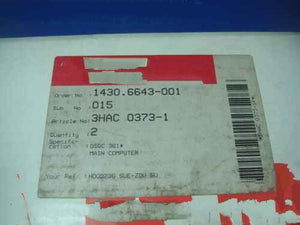 Order No. .1430.6643-001
Sub No .015
Article No .3HAC 0373-1
Quantity .2
Specifi-
cation .DSQC 361*
MAIN COMPUTER
Your Ref.